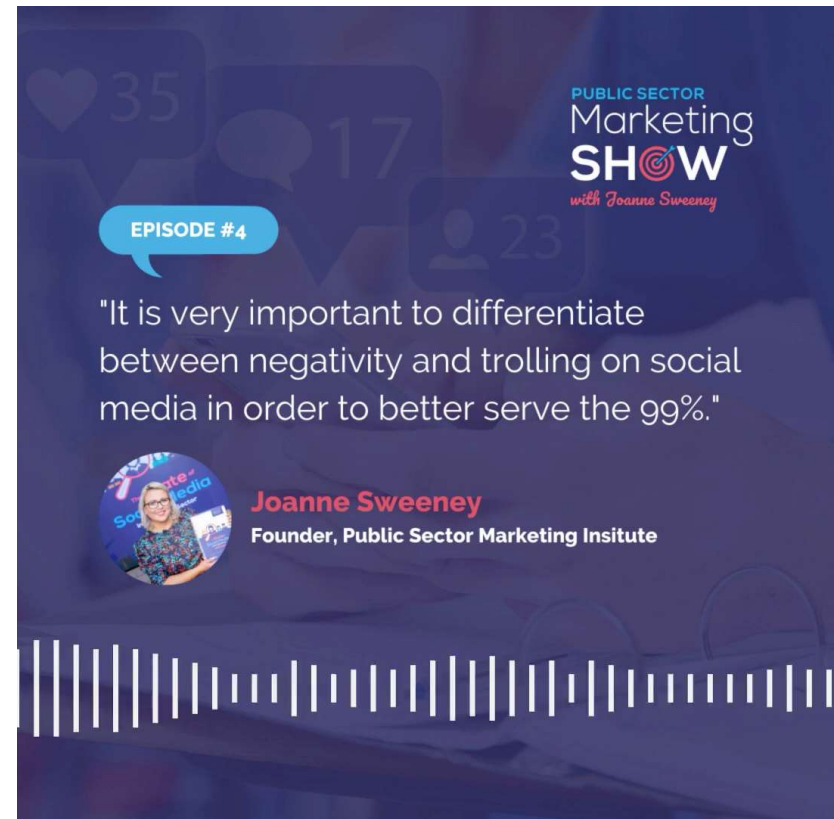 35
17
23
PUBLIC SECTOR
Marketing
SHOW
with Joanne Sweeney
EPISODE #4
"It is very important to differentiate
between negativity and trolling on social
media in order to better serve the 99%."
Joanne Sweeney
Founder, Public Sector Marketing Insitute